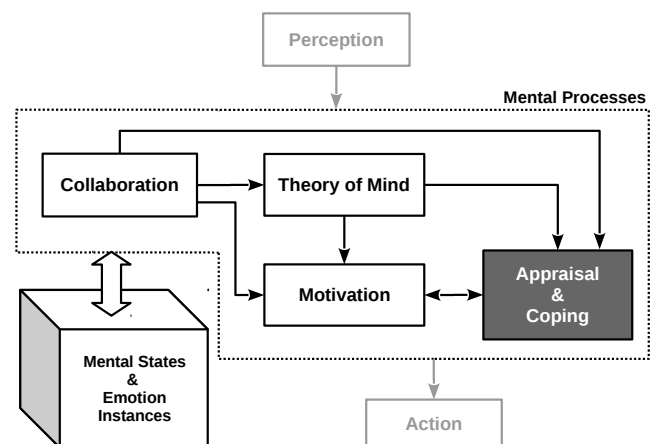 Perception
Mental Processes
Collaboration
Theory of Mind
Motivation
Appraisal
&
Coping
Mental States
&
Emotion
Instances
Action